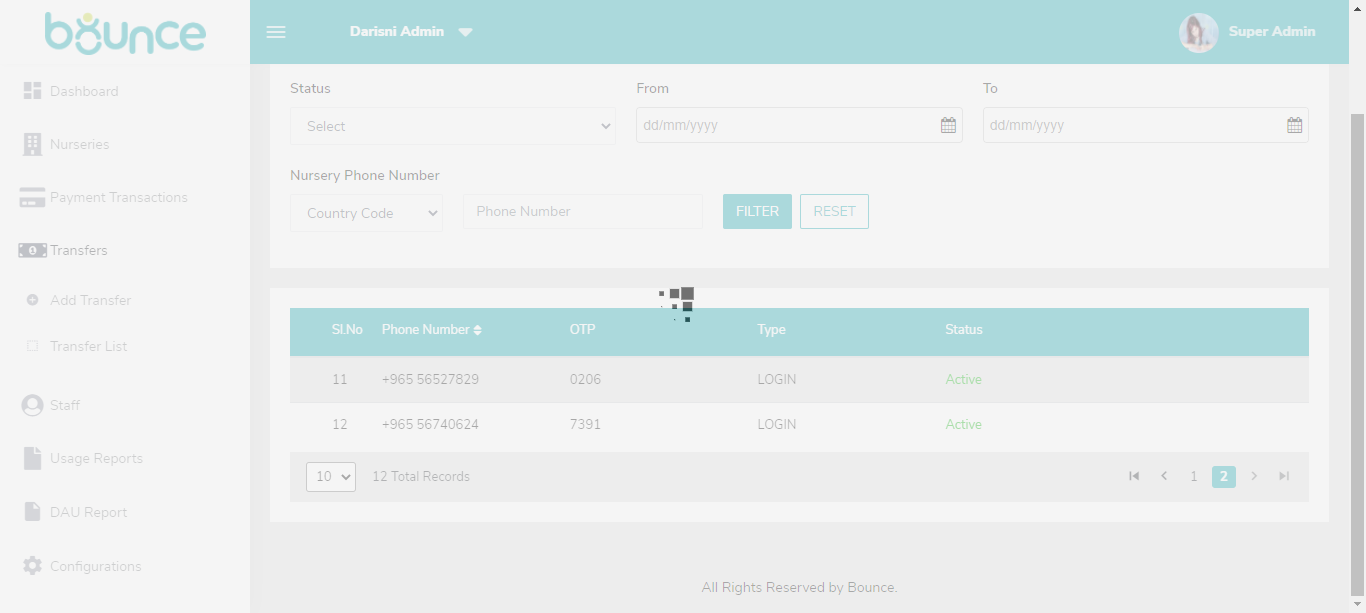 bounce
Darisni Admin
Super Admin
Dashboard
Nurseries
Payment Transactions
Transfers
Add Transfer
Transfer List
Staff
Usage Reports
DAU Report
Configurations
Status
From
To
Select
dd/mm/yyyy
dd/mm/yyyy
Nursery Phone Number
Country Code
Phone Number
FILTER
RESET
Sl.No Phone Number OTP Type Status
11 +965 56527829 0206 LOGIN Active
12 +965 56740624 7391 LOGIN Active
10 12 Total Records 1 2
All Rights Reserved by Bounce.